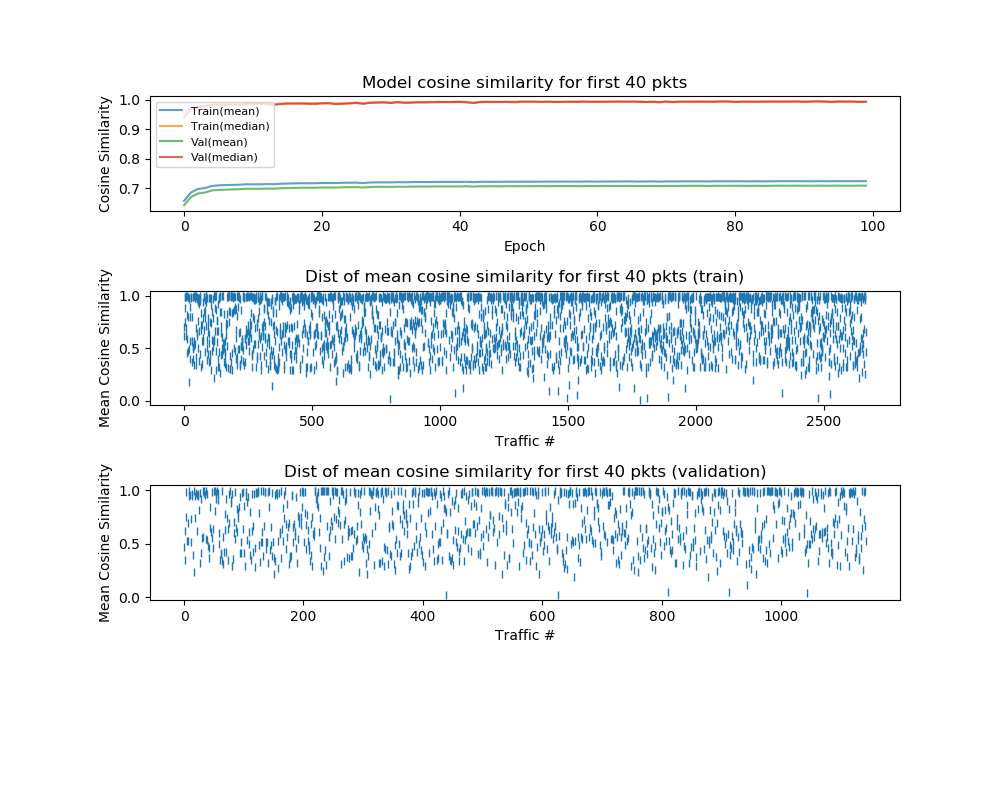 Model cosine similarity for first 40 pkts
Cosine Similarity
1.0
0.9
0.8
0.7
Train(mean)
Train(median)
Val(mean)
Val(median)
0 20 40 60 80 100
Epoch
Dist of mean cosine similarity for first 40 pkts (train)
Mean Cosine Similarity
1.0
0.5
0.0
0 500 1000 1500 2000 2500
Traffic #
Dist of mean cosine similarity for first 40 pkts (validation)
Mean Cosine Similarity
1.0
0.5
0.0
0 200 400 600 800 1000
Traffic #